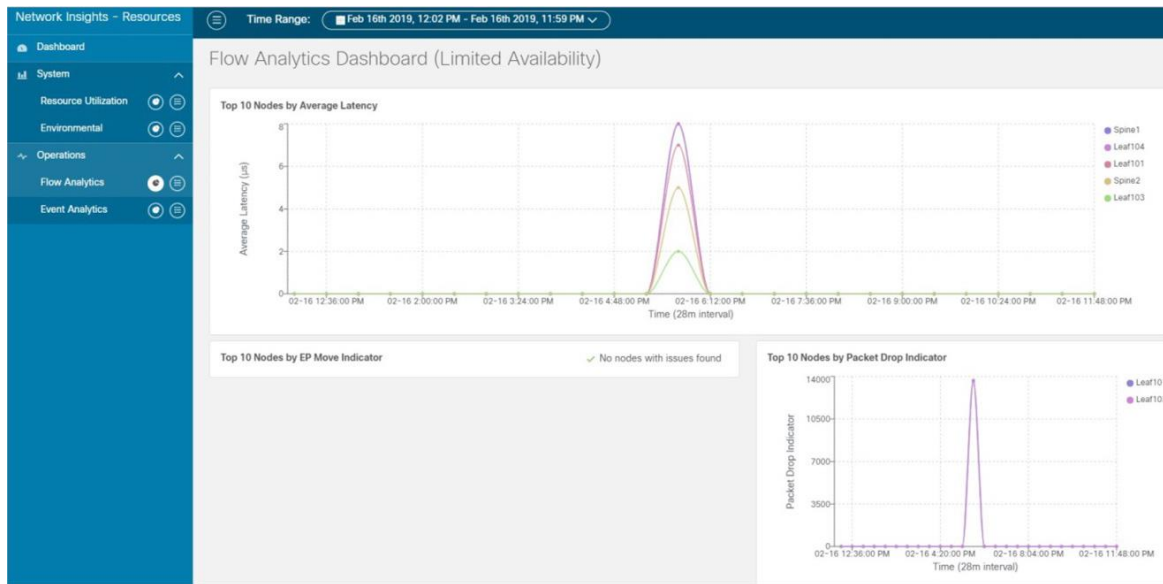 Network Insights - Resources
Time Range: Feb 16th 2019, 12:02 PM - Feb 16th 2019, 11:59 PM
Dashboard
System
Resource Utilization
Environmental
Operations
Flow Analytics
Event Analytics
Flow Analytics Dashboard (Limited Availability)
Top 10 Nodes by Average Latency
Average Latency (µs)
8
6
4
2
0
02-16 12:36:00 PM 02-16 2:00:00 PM 02-16 3:24:00 PM 02-16 4:48:00 PM 02-16 6:12:00 PM 02-16 7:36:00 PM 02-16 9:00:00 PM 02-16 10:24:00 PM 02-16 11:48:00 PM
Time (28m interval)
Spine1
Leaf104
Leaf101
Spine2
Leaf103
Top 10 Nodes by EP Move Indicator No nodes with issues found
Top 10 Nodes by Packet Drop Indicator
Packet Drop Indicator
14000
10500
7000
3500
0
02-16 12:36:00 PM 02-16 4:20:00 PM 02-16 8:04:00 PM 02-16 11:48:00 PM
Time (28m interval)
Leaf10
Leaf10